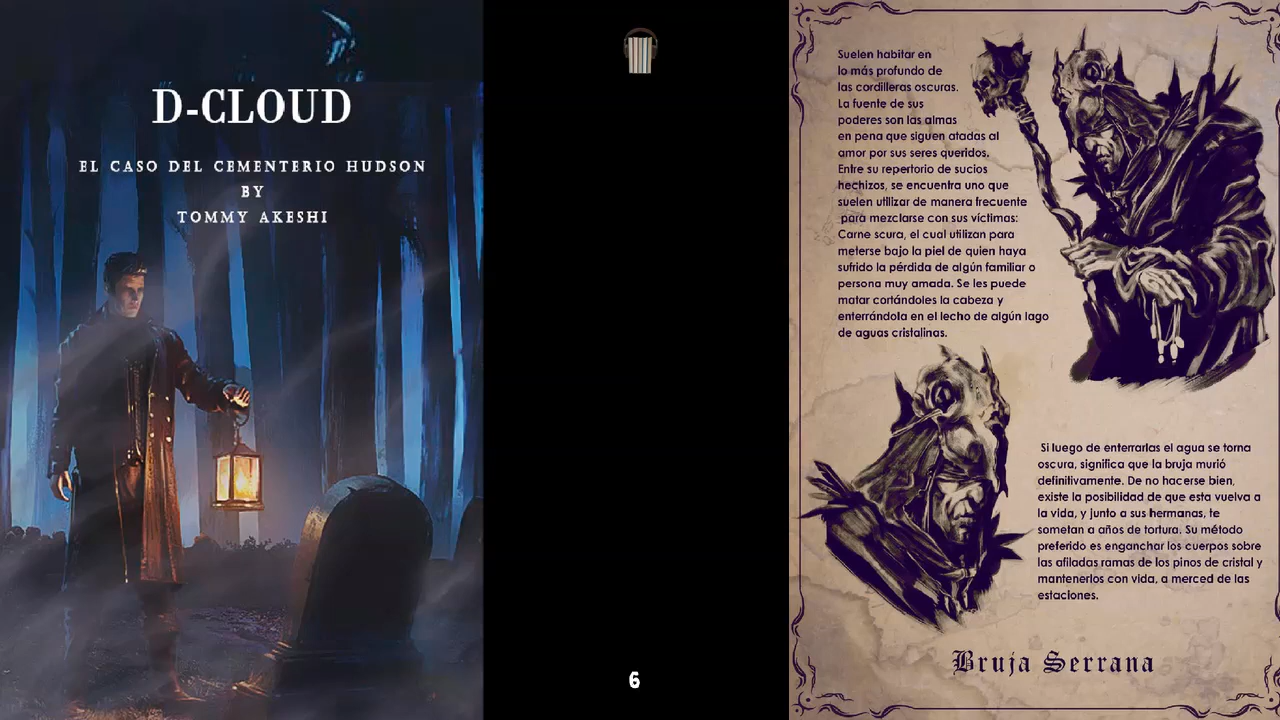 D-CLOUD
EL CASO DEL CEMENTERIO HUDSON
BY
TOMMY AKESHI
6
Suelen habitar en
lo más profundo de
las cordilleras oscuras.
La fuente de sus
poderes son las almas
en pena que siguen atadas al
amor por sus seres queridos.
Entre su repertorio de sucios
hechizos, se encuentra uno que
suelen utilizar de manera frecuente
para mezclarse con sus víctimas:
Carne scura, el cual utilizan para
meterse bajo la piel de quien haya
sufrido la pérdida de algún familiar o
persona muy amada. Se les puede
matar cortándoles la cabeza y
enterrándola en el lecho de algún lago
de aguas cristalinas.
Si luego de enterrarlas el agua se torna
oscura, significa que la bruja murió
definitivamente. De no hacerse bien,
existe la posibilidad de que esta vuelva a
la vida, y junto a sus hermanas, te
sometan a años de tortura. Su método
preferido es enganchar los cuerpos sobre
las afiladas ramas de los pinos de cristal y
mantenerlos con vida, a merced de las
estaciones.
Bruja Serrana